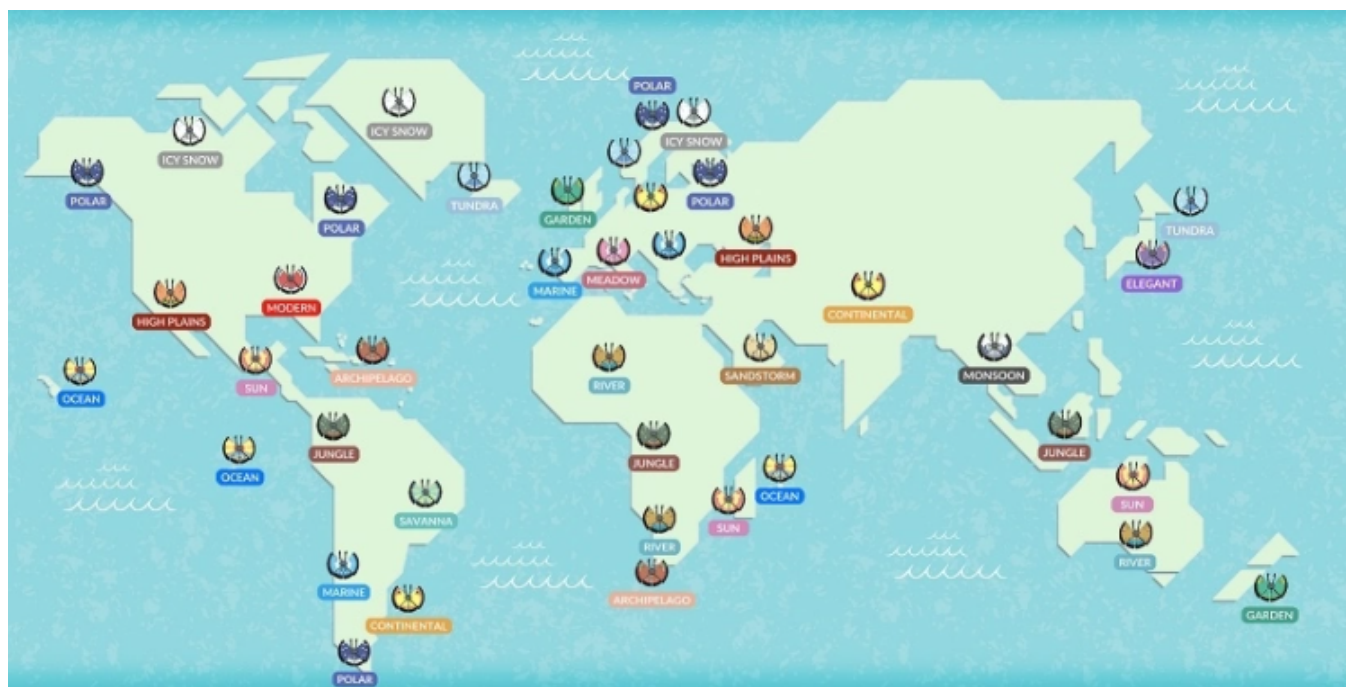 POLAR
ICY SNOW
ICY SNOW
ICY SNOW
POLAR
TUNDRA
POLAR
GARDEN
POLAR
TUNDRA
HIGH PLAINS
MARINE
MEADOW
ELEGANT
HIGH PLAINS
MODERN
CONTINENTAL
OCEAN
SUN
ARCHIPELAGO
RIVER
SANDSTORM
MONSOON
JUNGLE
JUNGLE
JUNGLE
OCEAN
OCEAN
SUN
SAVANNA
SUN
RIVER
RIVER
MARINE
ARCHIPELAGO
GARDEN
CONTINENTAL
POLAR